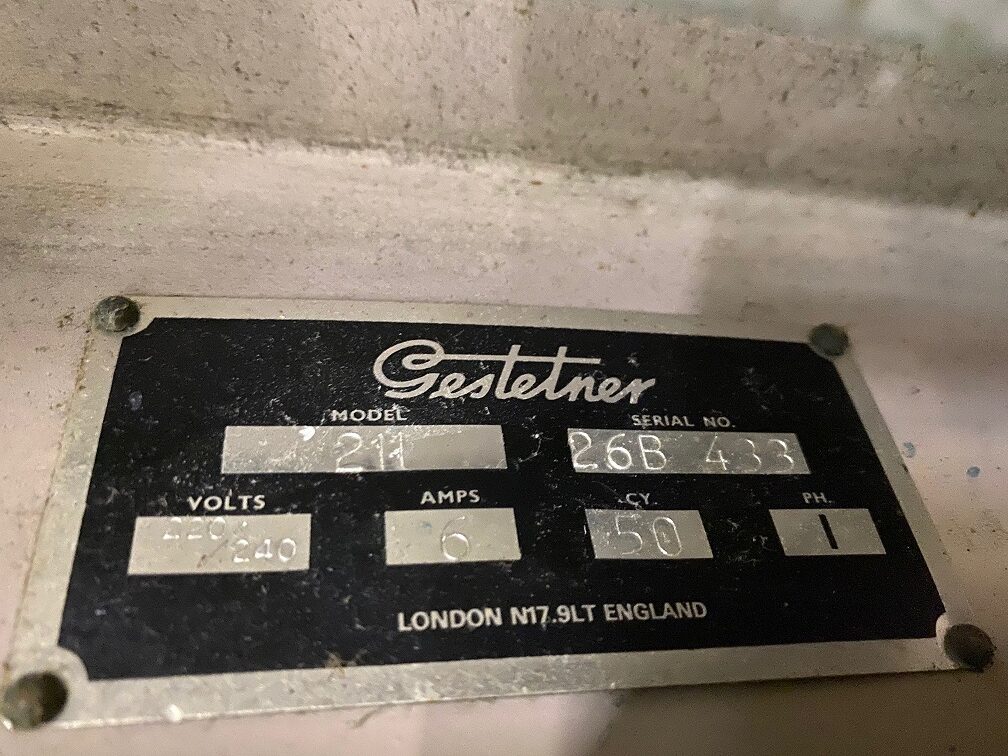 Gestetner
MODEL SERIAL NO.
211 26B 433
VOLTS AMPS CY. PH.
220/240 6 50 1
LONDON N17.9LT ENGLAND